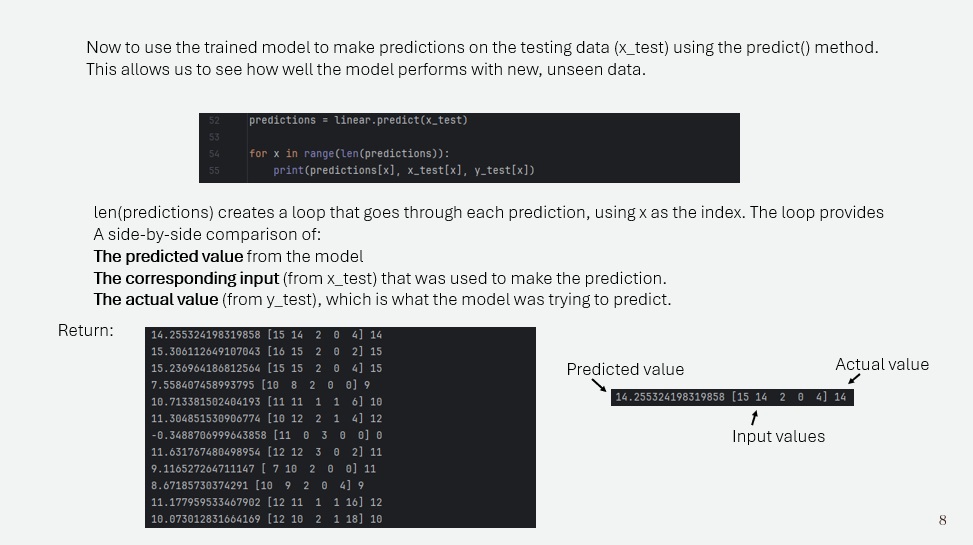 Now to use the trained model to make predictions on the testing data (x_test) using the predict() method.
This allows us to see how well the model performs with new, unseen data.
52 predictions = linear.predict(x_test)
53
54 for x in range(len(predictions)):
55 print(predictions[x], x_test[x], y_test[x])
len(predictions) creates a loop that goes through each prediction, using x as the index. The loop provides
A side-by-side comparison of:
The predicted value from the model
The corresponding input (from x_test) that was used to make the prediction.
The actual value (from y_test), which is what the model was trying to predict.
Return:
14.255324198319858 [15 14  2  0  4] 14
15.306112649107043 [16 15  2  0  2] 15
15.236964186812564 [15 15  2  0  4] 15
7.558407458993795 [10  8  2  0  0] 9
10.713381502404193 [11 11  1  1  6] 10
11.304851530906774 [10 12  2  1  4] 12
-0.3488706999643858 [11  0  3  0  0] 0
11.631767480498954 [12 12  3  0  2] 11
9.116527264711147 [ 7 10  2  0  0] 11
8.67185730374291 [10  9  2  0  4] 9
11.177959533467902 [12 11  1  1 16] 12
10.073012831664169 [12 10  2  1 18] 10
Predicted value
Actual value
14.255324198319858 [15 14  2  0  4] 14
Input values
8